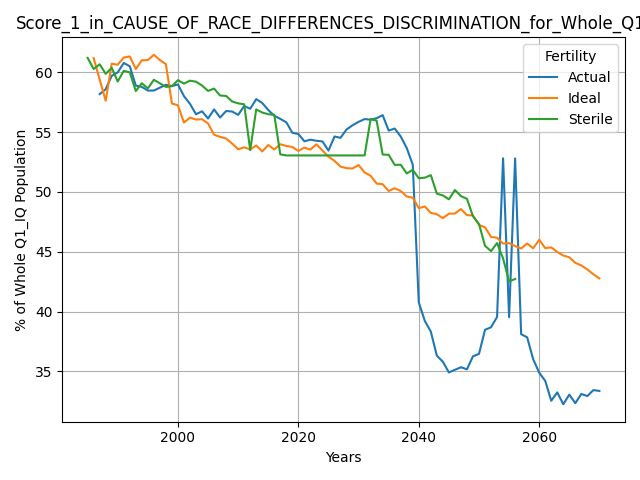 Score_1_in_CAUSE_OF_RACE_DIFFERENCES_DISCRIMINATION_for_Whole_Q1
Fertility
Actual
Ideal
Sterile
% of Whole Q1_IQ Population
60
55
50
45
40
35
2000 2020 2040 2060
Years